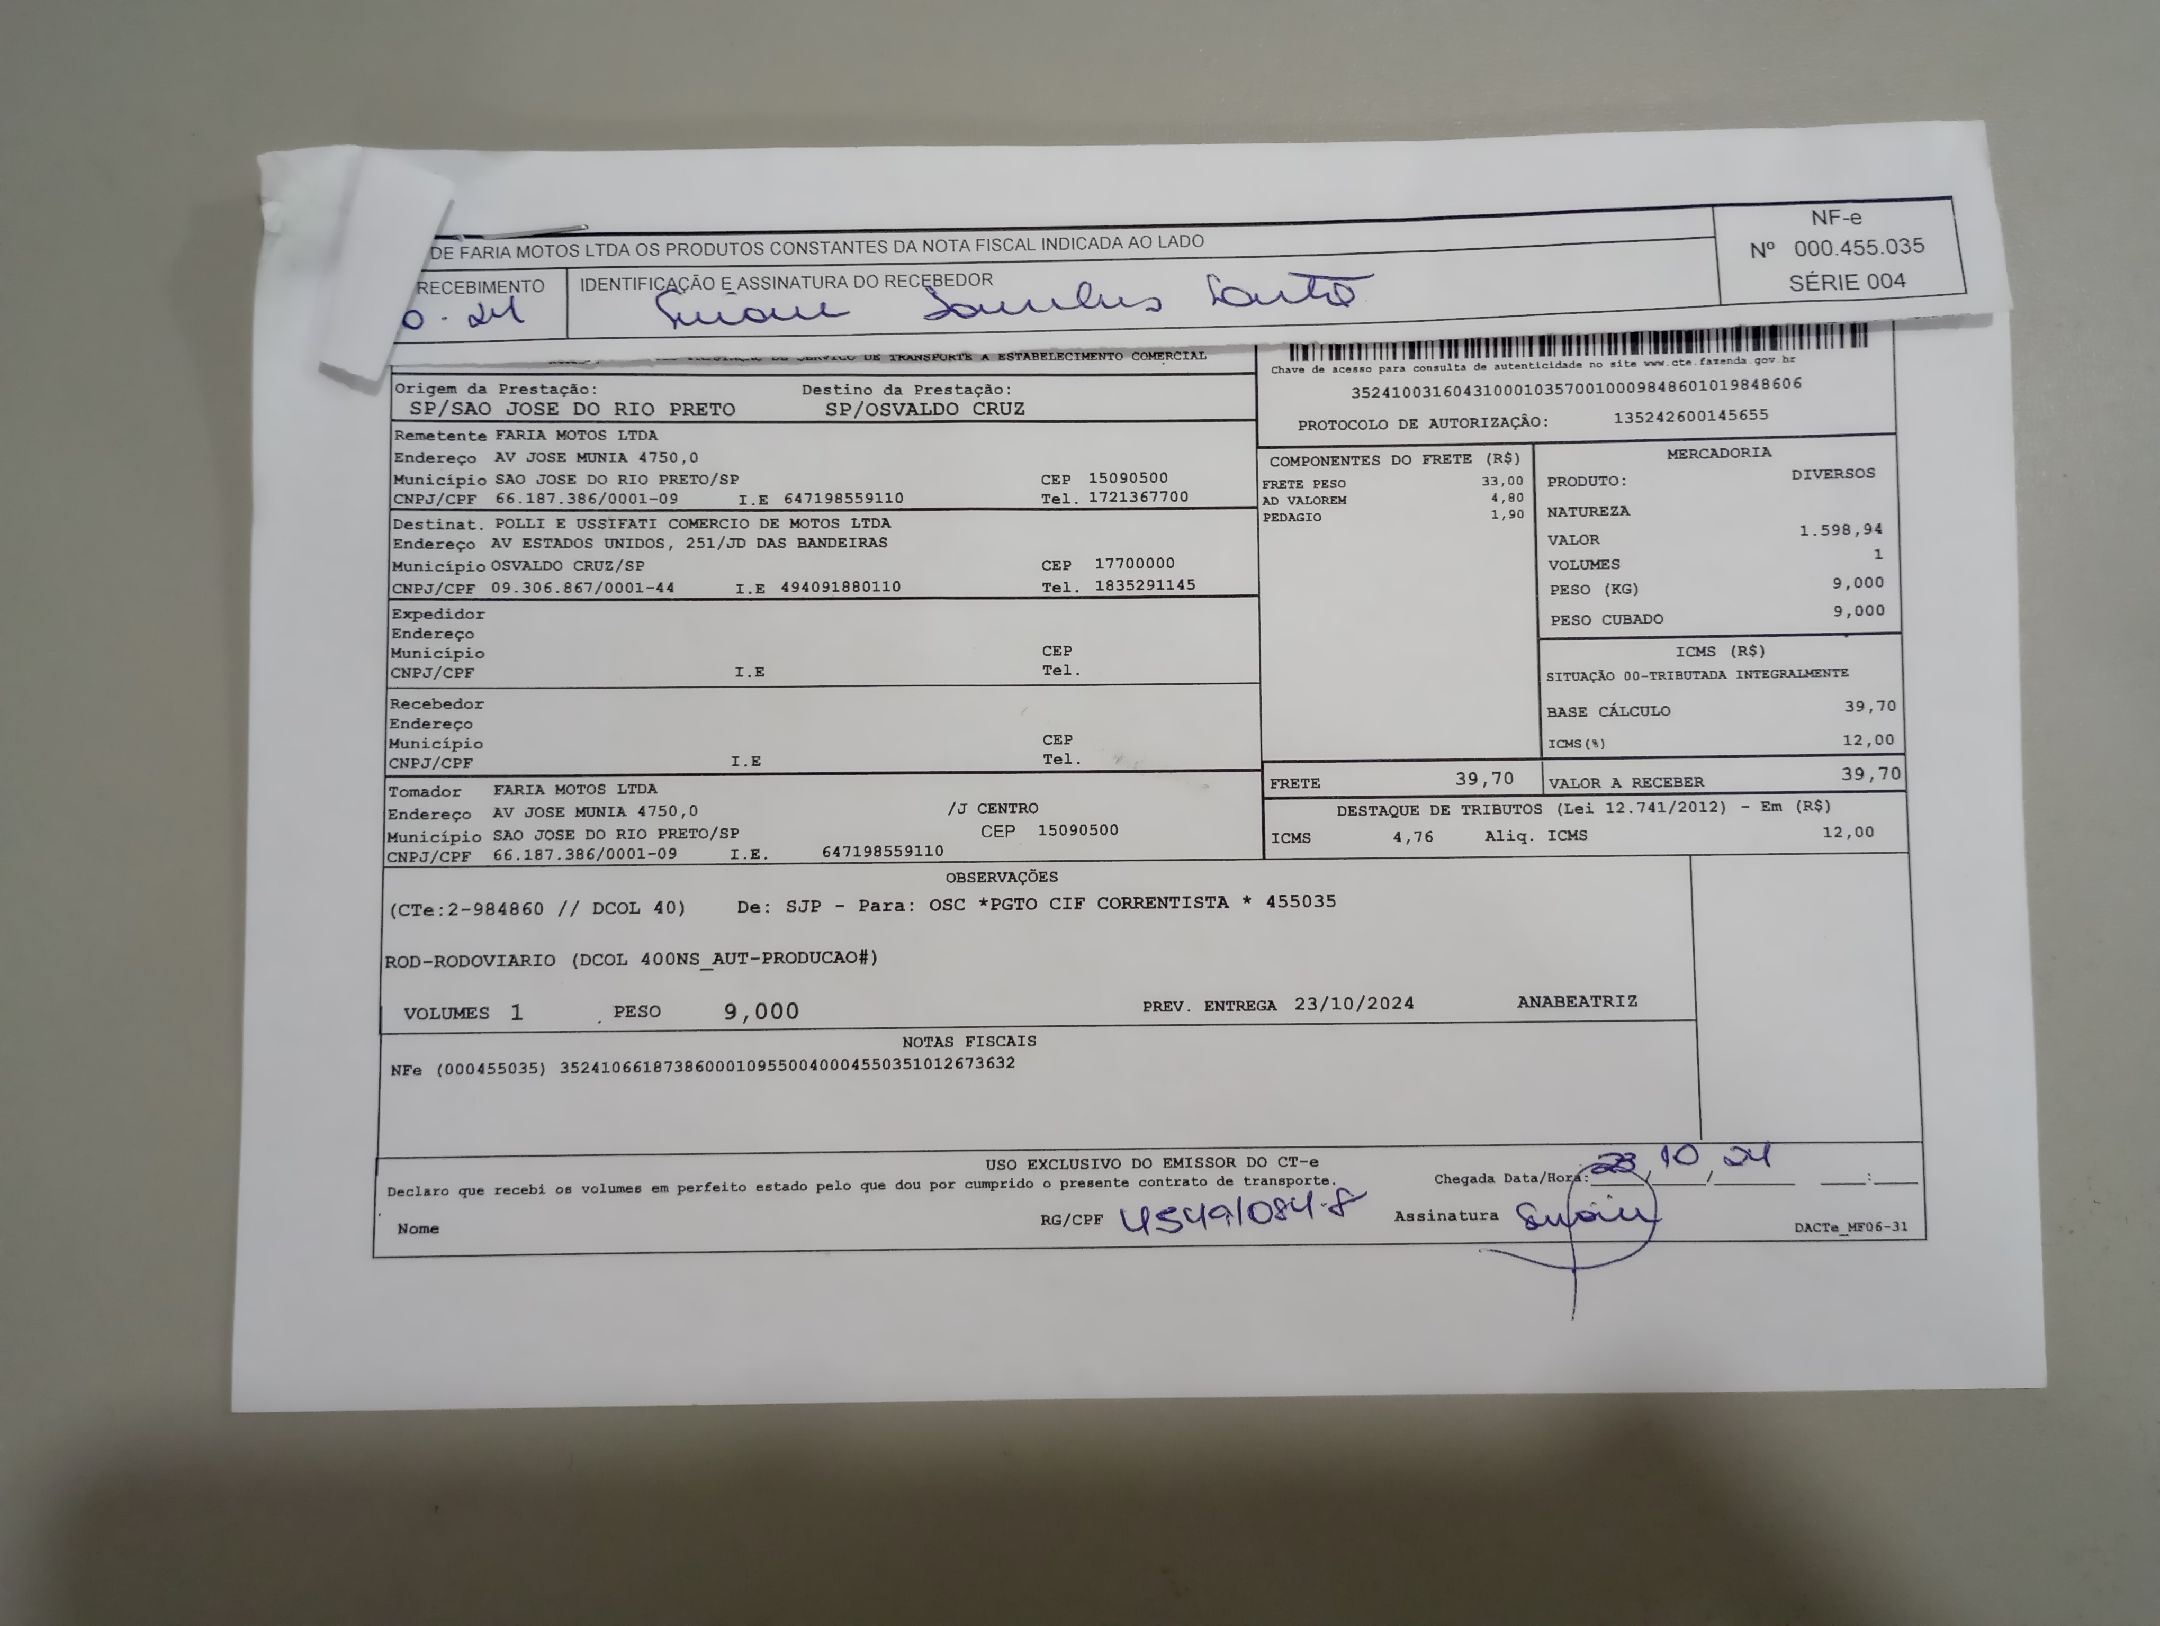 DE FARIA MOTOS LTDA OS PRODUTOS CONSTANTES DA NOTA FISCAL INDICADA AO LADO
NF-e
Nº 000.455.035
SÉRIE 004
RECEBIMENTO
IDENTIFICAÇÃO E ASSINATURA DO RECEBEDOR
0.24
DE SERVICO DE TRANSPORTE A ESTABELECIMENTO COMERCIAL
Chave de acesso para consulta de autenticidade no site www.cte.fazenda.gov.br
35241003160431000103570010009848601019848606
PROTOCOLO DE AUTORIZAÇÂO: 135242600145655
Origem da Prestação: Destino da Prestação:
SP/SAO JOSE DO RIO PRETO SP/OSVALDO CRUZ
Remetente FARIA MOTOS LTDA
Endereço AV JOSE MUNIA 4750,0
Município SAO JOSE DO RIO PRETO/SP CEP 15090500
CNPJ/CPF 66.187.386/0001-09 I.E 647198559110 Tel. 1721367700
Destinat. POLLI E USSIFATI COMERCIO DE MOTOS LTDA
Endereço AV ESTADOS UNIDOS, 251/JD DAS BANDEIRAS
Município OSVALDO CRUZ/SP CEP 17700000
CNPJ/CPF 09.306.867/0001-44 I.E 494091880110 Tel. 1835291145
Expedidor
Endereço
Município CEP
CNPJ/CPF I.E Tel.
Recebedor
Endereço
Município CEP
CNPJ/CPF I.E Tel.
Tomador FARIA MOTOS LTDA
Endereço AV JOSE MUNIA 4750,0 /J CENTRO
Município SAO JOSE DO RIO PRETO/SP CEP 15090500
CNPJ/CPF 66.187.386/0001-09 I.E. 647198559110
COMPONENTES DO FRETE (R$)
FRETE PESO 33,00
AD VALOREM 4,80
PEDAGIO 1,90
MERCADORIA
PRODUTO: DIVERSOS
NATUREZA
VALOR 1.598,94
VOLUMES 1
PESO (KG) 9,000
PESO CUBADO 9,000
ICMS (R$)
SITUAÇÃO 00-TRIBUTADA INTEGRALMENTE
BASE CÁLCULO 39,70
ICMS(%) 12,00
FRETE 39,70 VALOR A RECEBER 39,70
DESTAQUE DE TRIBUTOS (Lei 12.741/2012) - Em (R$)
ICMS 4,76 Aliq. ICMS 12,00
OBSERVAÇÕES
(CTe:2-984860 // DCOL 40) De: SJP - Para: OSC *PGTO CIF CORRENTISTA * 455035
ROD-RODOVIARIO (DCOL 400NS_AUT-PRODUCAO#)
VOLUMES 1 PESO 9,000 PREV. ENTREGA 23/10/2024 ANABEATRIZ
NOTAS FISCAIS
NFe (000455035) 35241066187386000109550040004550351012673632
USO EXCLUSIVO DO EMISSOR DO CT-e
Declaro que recebi os volumes em perfeito estado pelo que dou por cumprido o presente contrato de transporte.
Chegada Data/Hora: 23/10/24 :
Nome RG/CPF 45491084-8 Assinatura
DACTe_MF06-31